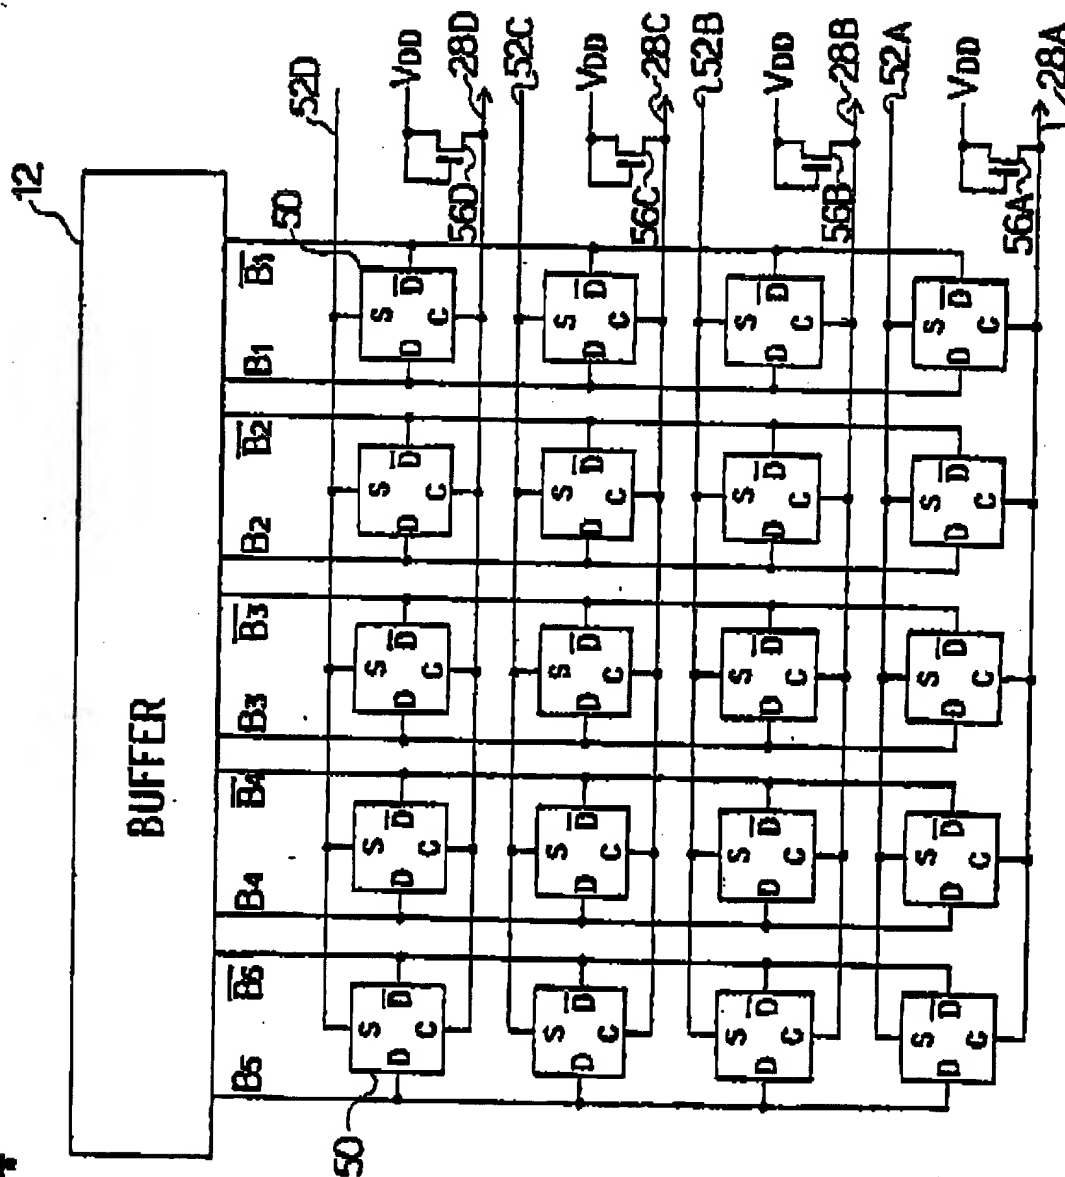 12
BUFFER
B5 B̅5̅ B4 B̅4̅ B3 B̅3̅ B2 B̅2̅ B1 B̅1̅
50 52D
50
S S S S S
D D̅ D D̅ D D̅ D D̅ D D̅ VDD
C C C C C
56D 28D
52C
S S S S S
D D̅ D D̅ D D̅ D D̅ D D̅ VDD
C C C C C
56C 28C
52B
S S S S S
D D̅ D D̅ D D̅ D D̅ D D̅ VDD
C C C C C
56B 28B
52A
S S S S S
D D̅ D D̅ D D̅ D D̅ D D̅ VDD
C C C C C
56A 28A